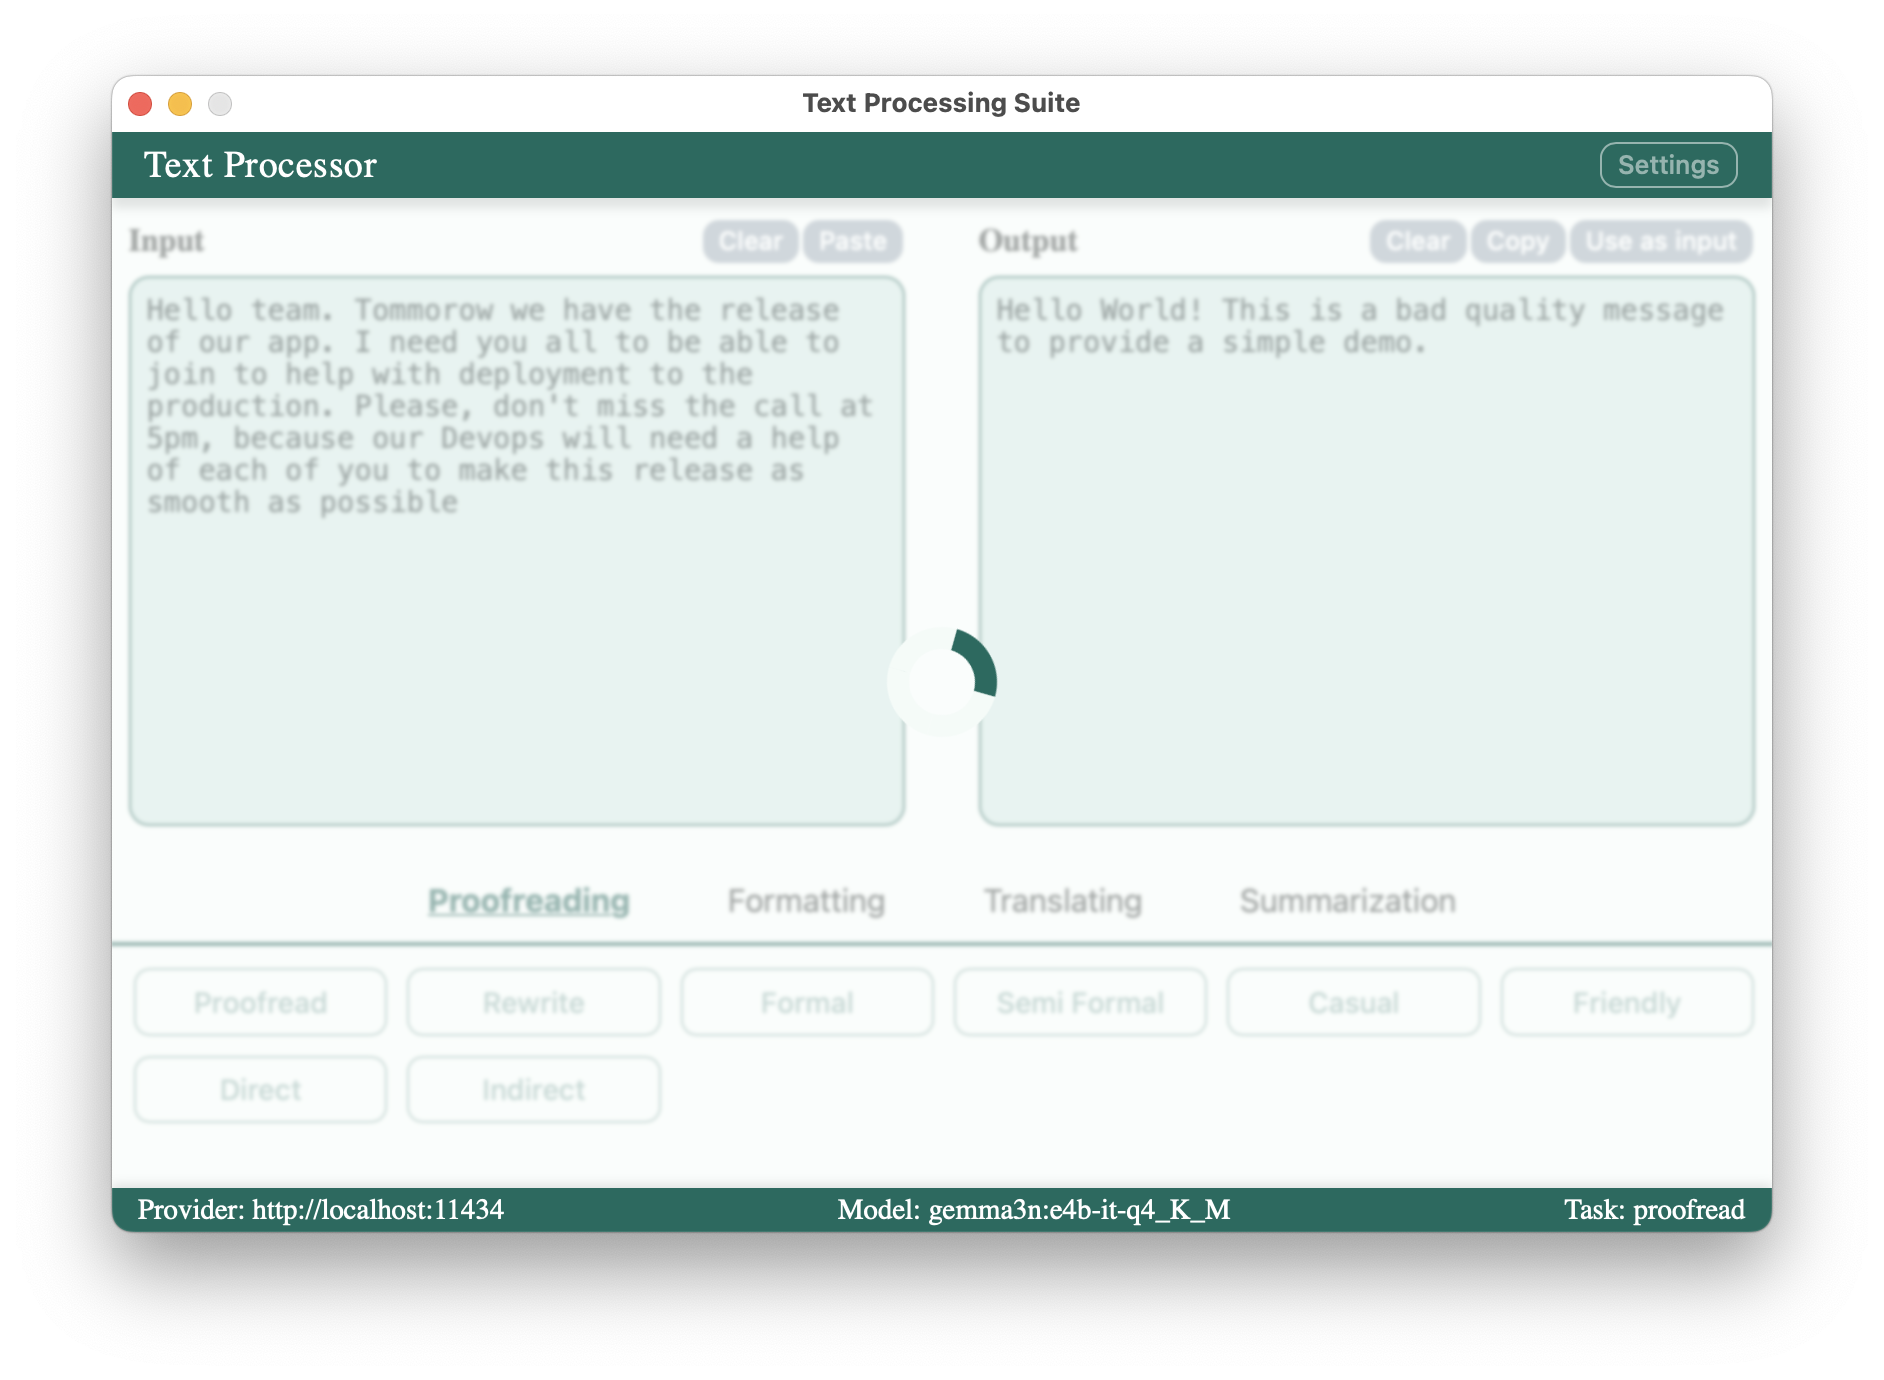 Text Processing Suite
Text Processor
Settings
Input
Clear
Paste
Hello team. Tommorow we have the release
of our app. I need you all to be able to
join to help with deployment to the
production. Please, don't miss the call at
5pm, because our Devops will need a help
of each of you to make this release as
smooth as possible
Output
Clear
Copy
Use as input
Hello World! This is a bad quality message
to provide a simple demo.
Proofreading
Formatting
Translating
Summarization
Proofread
Rewrite
Formal
Semi Formal
Casual
Friendly
Direct
Indirect
Provider: http://localhost:11434
Model: gemma3n:e4b-it-q4_K_M
Task: proofread